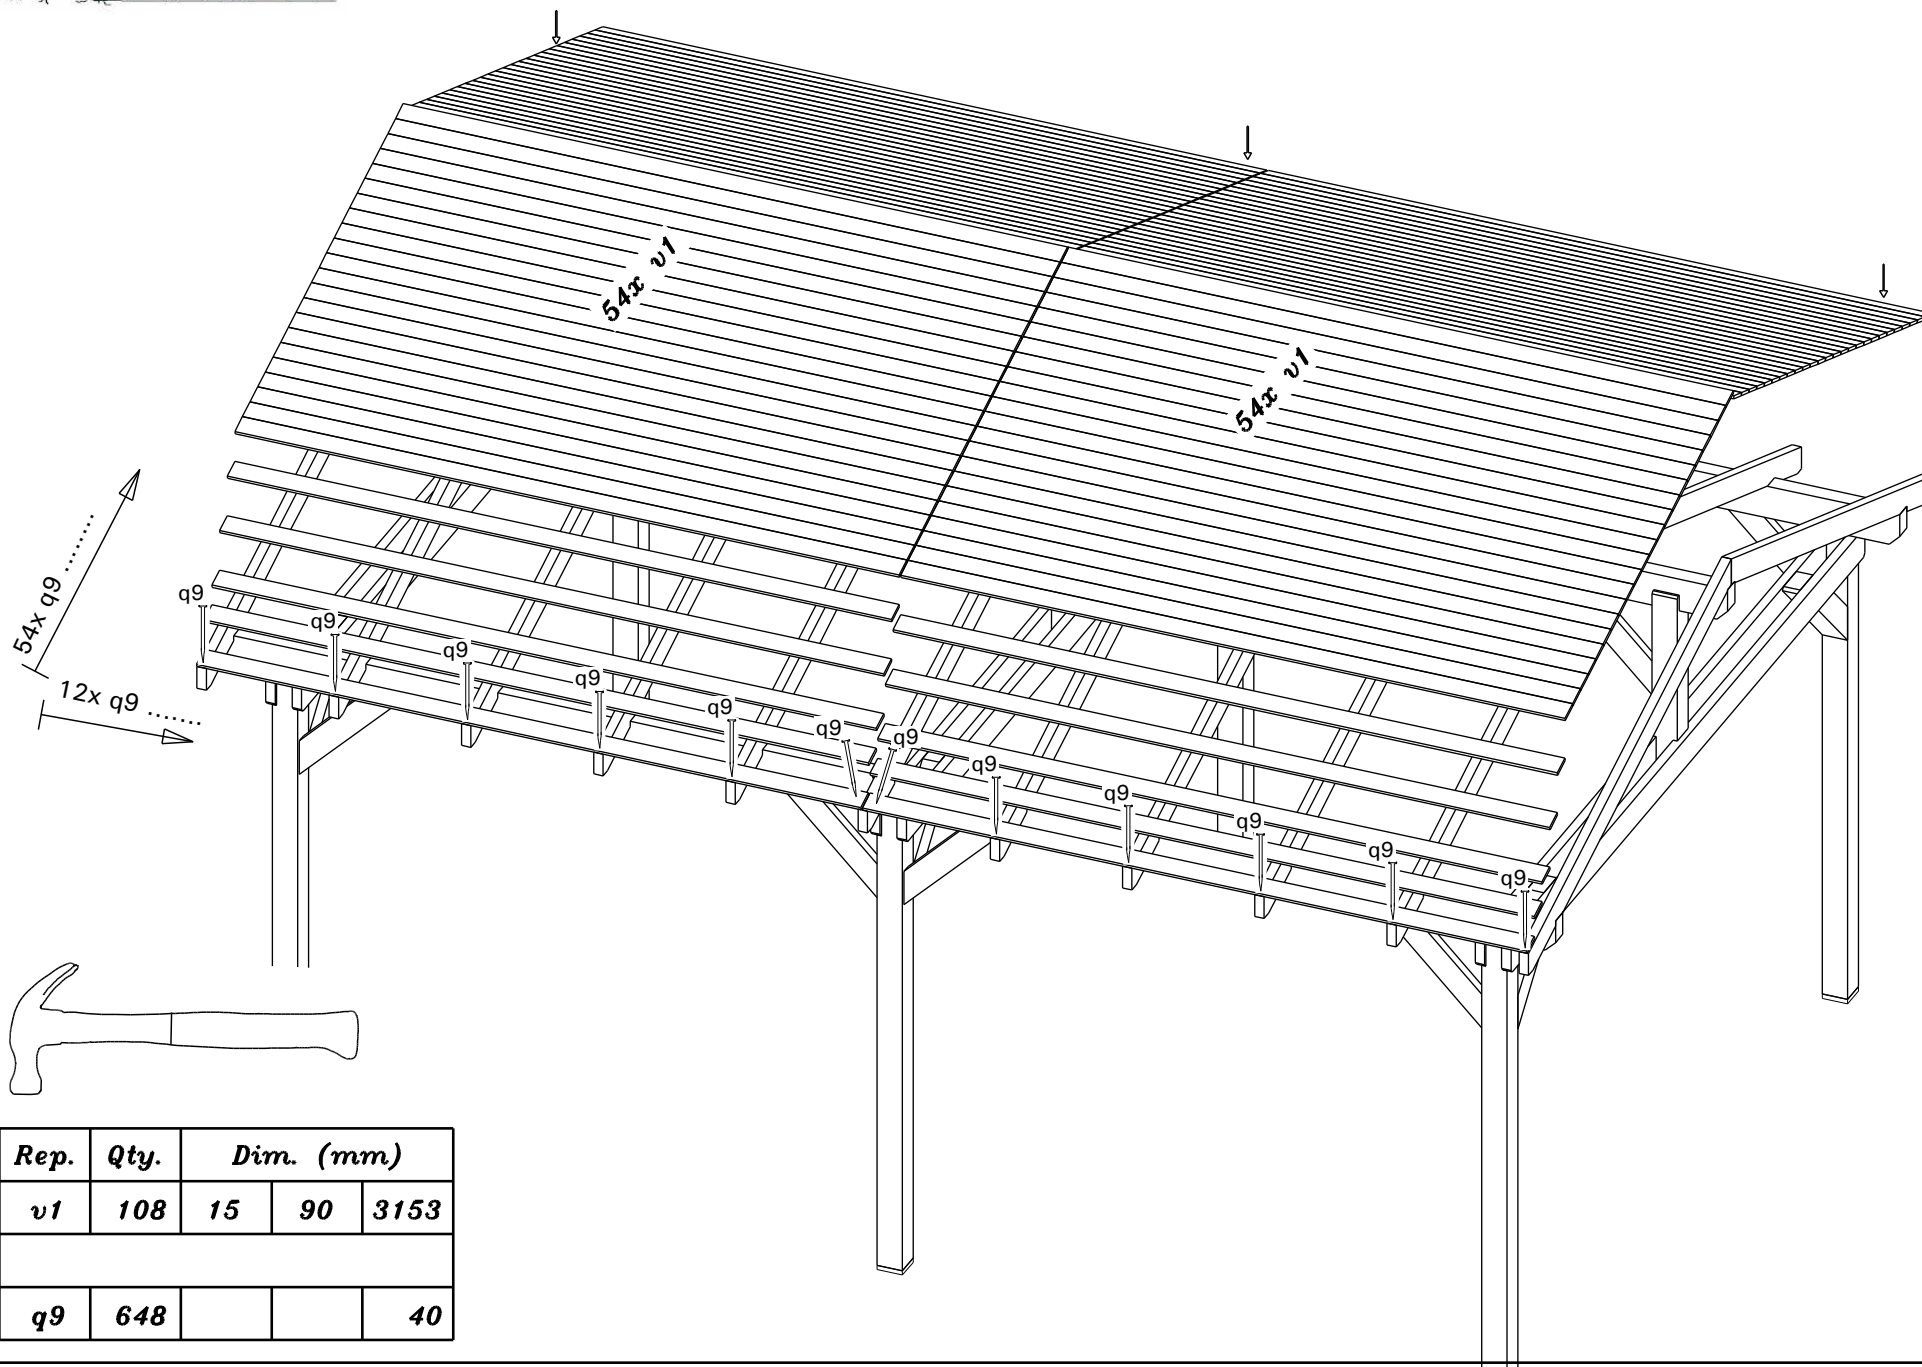 54x v1
54x v1
54x q9 ........
12x q9 .......
q9
q9
q9
q9
q9
q9
q9
q9
q9
q9
q9
q9
Rep. Qty. Dim. (mm)
v1 108 15 90 3153
q9 648 40